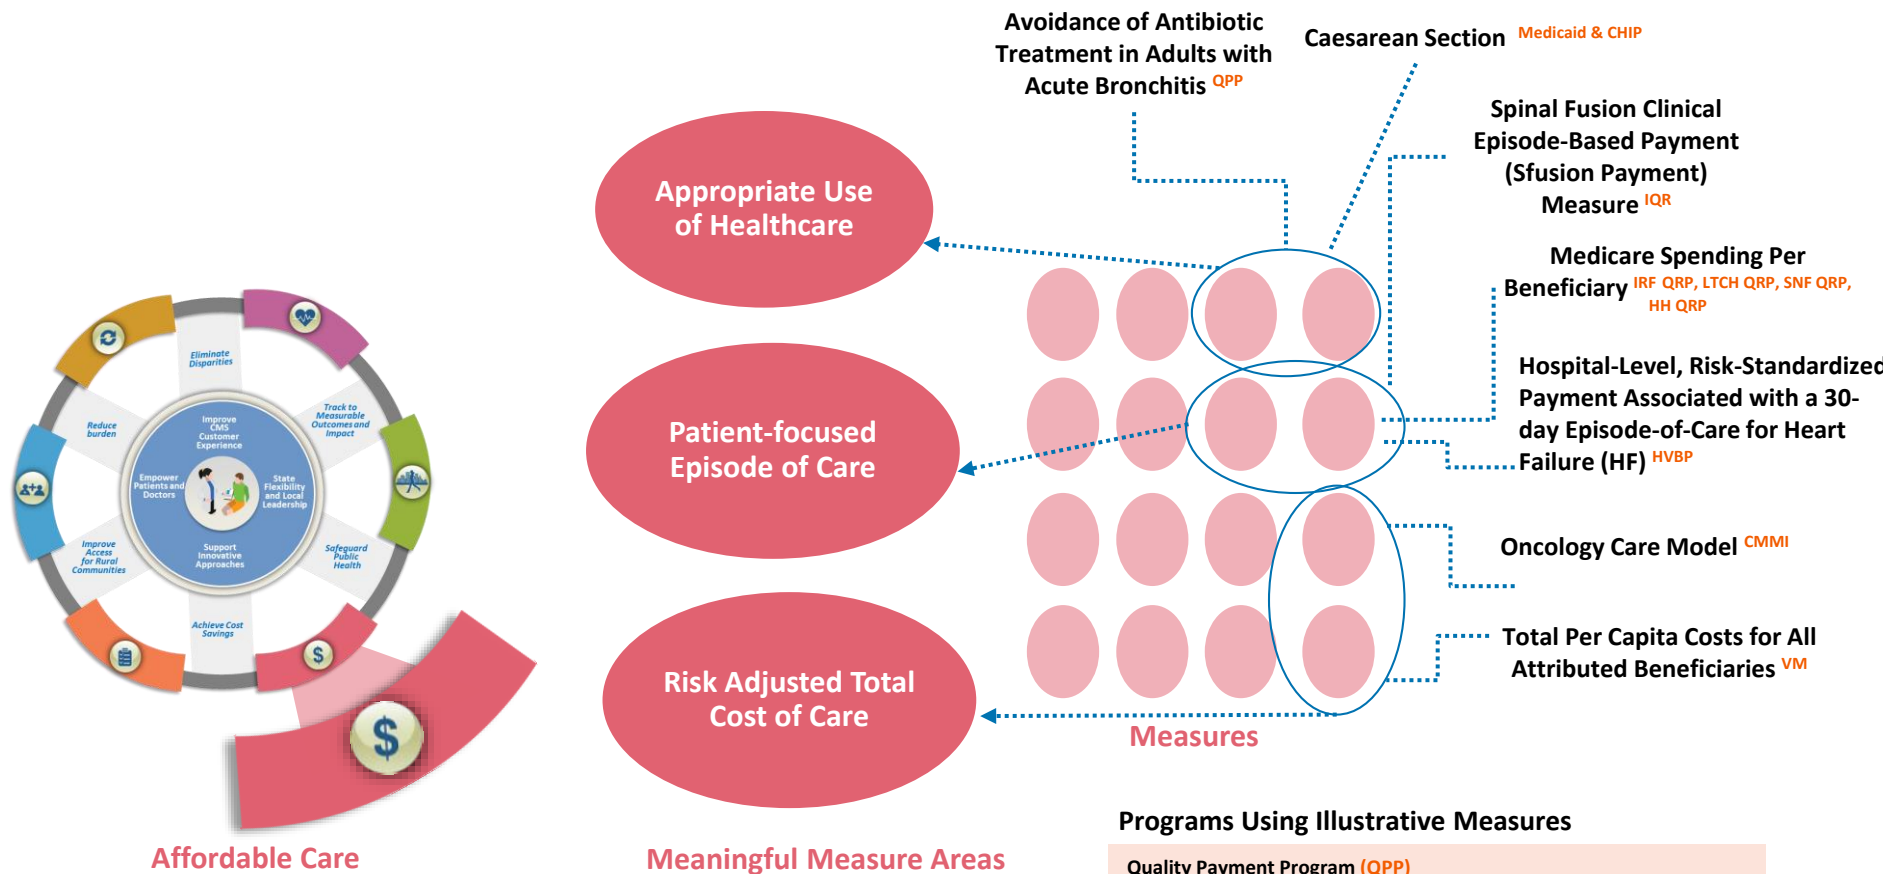 Avoidance of Antibiotic
Treatment in Adults with
Acute Bronchitis QPP
Caesarean Section Medicaid & CHIP
Spinal Fusion Clinical
Episode-Based Payment
(Sfusion Payment)
Measure IQR
Medicare Spending Per
Beneficiary IRF QRP, LTCH QRP, SNF QRP,
HH QRP
Hospital-Level, Risk-Standardized
Payment Associated with a 30-
day Episode-of-Care for Heart
Failure (HF) HVBP
Oncology Care Model CMMI
Total Per Capita Costs for All
Attributed Beneficiaries VM
Appropriate Use
of Healthcare
Patient-focused
Episode of Care
Risk Adjusted Total
Cost of Care
Measures
Eliminate
Disparities
Track to
Measurable
Outcomes and
Impact
Reduce
burden
Improve
CMS
Customer
Experience
Empower
Patients and
Doctors
State
Flexibility
and Local
Leadership
Support
Innovative
Approaches
Improve
Access
for Rural
Communities
Safeguard
Public
Health
Achieve Cost
Savings
$
$
Affordable Care
Meaningful Measure Areas
Programs Using Illustrative Measures
Quality Payment Program (QPP)